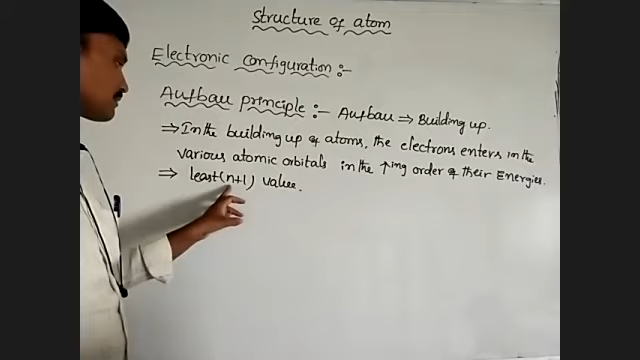 Structure of atom
Electronic configuration :-
Aufbau principle :- Aufbau ⇒ Building up.
⇒ In the building up of atoms, the electrons enters in the
various atomic orbitals in the ↑ing order of their Energies.
⇒ least (n+l) value.